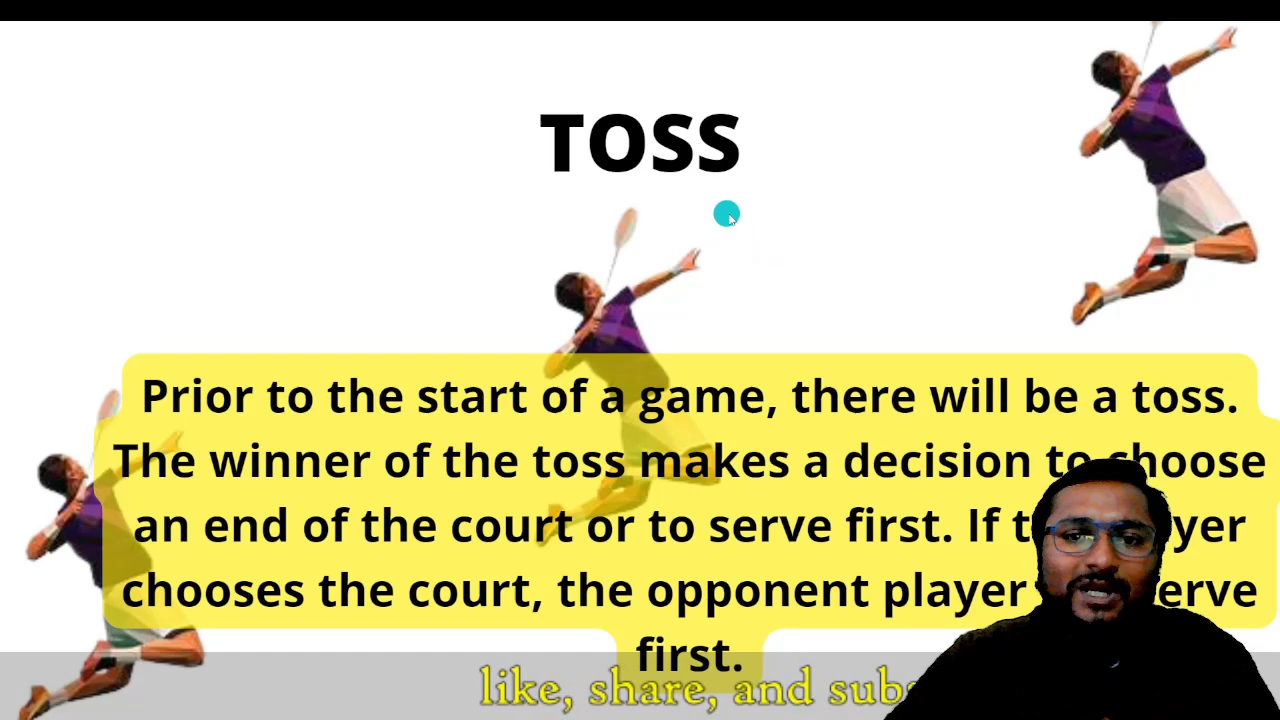 TOSS
Prior to the start of a game, there will be a toss.
The winner of the toss makes a decision to choose
an end of the court or to serve first. If yer
chooses the court, the opponent player erve
first.
like, share, and